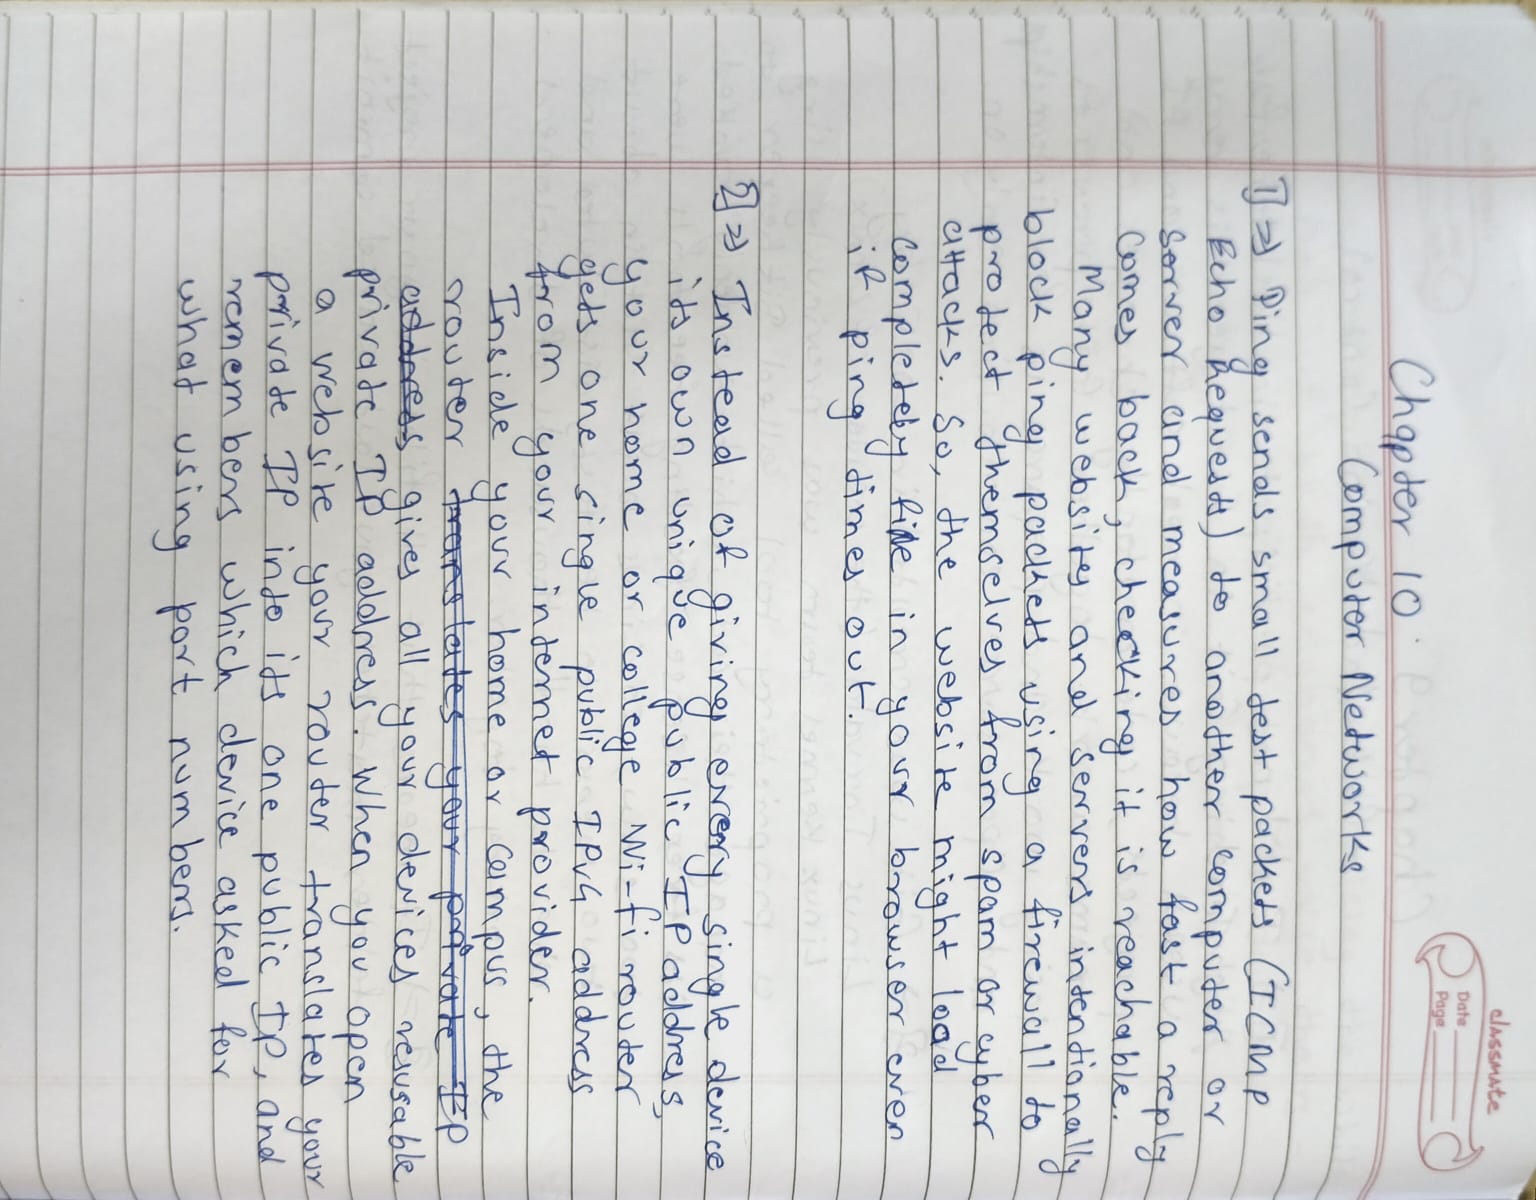 classmate
Date
Page
Chapter 10
Computer Networks
1] => Ping sends small test packets (ICMP
Echo Requests) to another computer or
Server and measures how fast a reply
Comes back, checking it is reachable.
Many websites and servers intentionally
block ping packets using a firewall to
protect themselves from spam or cyber
attacks. So, the website might load
completely fine in your browser even
if ping times out.
2] => Instead of giving every single device
its own unique public IP address,
your home or college Wi-fi router
gets one single public IPv4 address
from your internet provider.
Inside your home or campus, the
router translates your private IP
address gives all your devices reusable
private IP address. When you open
a website your router translates your
private IP into its one public IP, and
remembers which device asked for
what using port numbers.